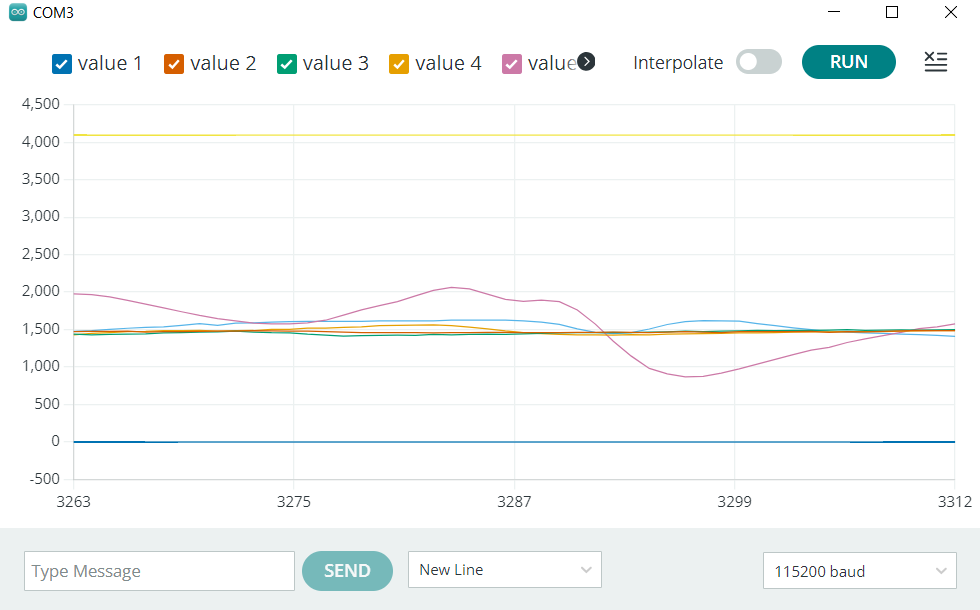 COM3
value 1 value 2 value 3 value 4 value Interpolate RUN
4,500
4,000
3,500
3,000
2,500
2,000
1,500
1,000
500
0
-500
3263 3275 3287 3299 3312
Type Message SEND New Line 115200 baud